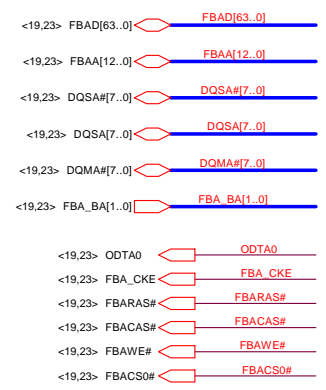 <19,23> FBAD[63..0] FBAD[63..0]
<19,23> FBAA[12..0] FBAA[12..0]
<19,23> DQSA#[7..0] DQSA#[7..0]
<19,23> DQSA[7..0] DQSA[7..0]
<19,23> DQMA#[7..0] DQMA#[7..0]
<19,23> FBA_BA[1..0] FBA_BA[1..0]
<19,23> ODTA0 ODTA0
<19,23> FBA_CKE FBA_CKE
<19,23> FBARAS# FBARAS#
<19,23> FBACAS# FBACAS#
<19,23> FBAWE# FBAWE#
<19,23> FBACS0# FBACS0#